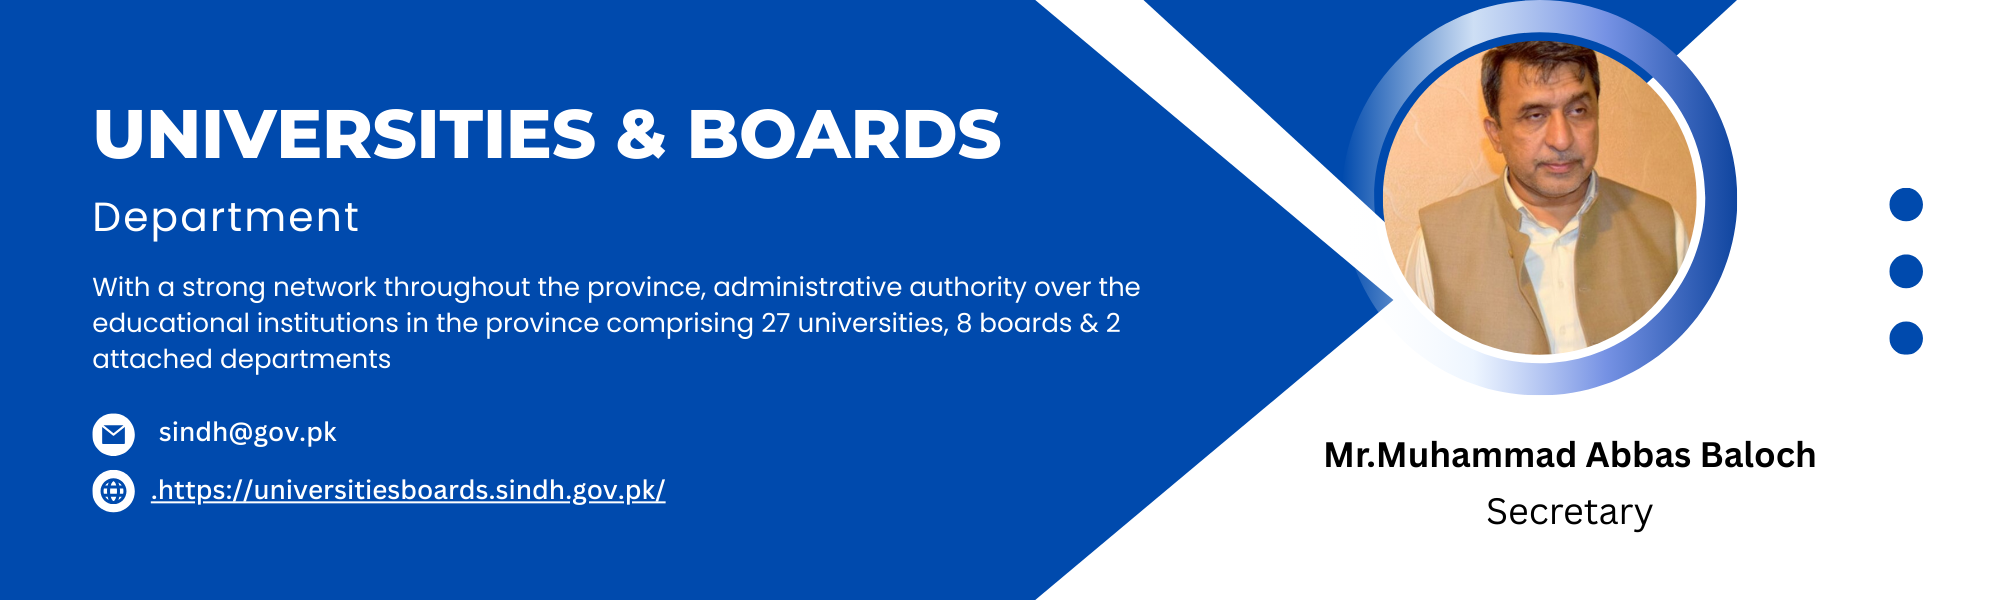 UNIVERSITIES & BOARDS
Department
With a strong network throughout the province, administrative authority over the
educational institutions in the province comprising 27 universities, 8 boards & 2
attached departments
sindh@gov.pk
.https://universitiesboards.sindh.gov.pk/
Mr.Muhammad Abbas Baloch
Secretary